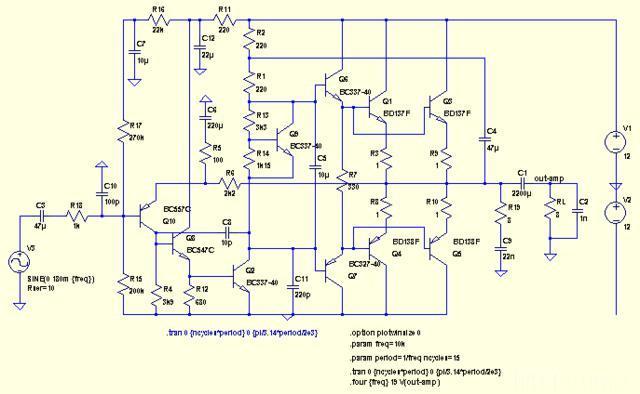 R16
22k
R11
220
C7
10µ
C12
22µ
R2
220
R1
220
Q6
BC337-40
Q1
BD137F
Q3
BD137F
V1
12
R17
270k
C6
220µ
R13
3k3
Q9
BC337-40
C4
47µ
R5
100
R14
1k15
C5
10µ
R7
330
R3
1
R9
1
C10
100p
R6
2k2
C1
2200µ
out-amp
V2
12
C3
47µ
R18
1k
BC557C
Q10
C8
10p
R8
1
R10
1
R19
8
RL
8
C2
1n
Q8
BC547C
V3
SINE(0 180m {freq})
Rser=10
R15
200k
R4
3k9
R12
680
Q2
BC337-40
C11
220p
BC327-40
Q7
BD138F
Q4
BD138F
Q5
C9
22n
.tran 0 {ncycles*period} 0 {pi/3.14*period/2e3}
.option plotwinsize 0
.param freq=10k
.param period=1/freq ncycles=15
.tran 0 {ncycles*period} 0 {pi/3.14*period/2e3}
.four {freq} 19 V(out-amp)